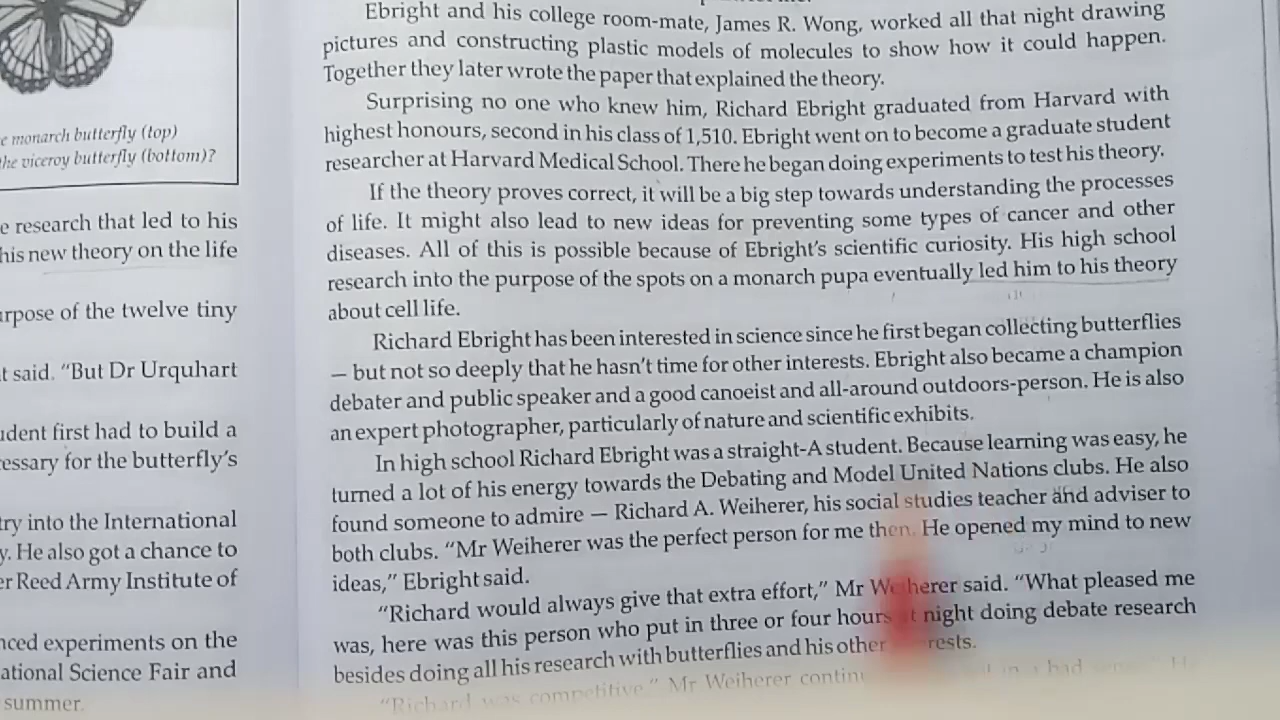 e monarch butterfly (top)
the viceroy butterfly (bottom)?
e research that led to his
his new theory on the life
rpose of the twelve tiny
t said. “But Dr Urquhart
udent first had to build a
essary for the butterfly’s
try into the International
y. He also got a chance to
er Reed Army Institute of
nced experiments on the
ational Science Fair and
summer.
Ebright and his college room-mate, James R. Wong, worked all that night drawing
pictures and constructing plastic models of molecules to show how it could happen.
Together they later wrote the paper that explained the theory.
Surprising no one who knew him, Richard Ebright graduated from Harvard with
highest honours, second in his class of 1,510. Ebright went on to become a graduate student
researcher at Harvard Medical School. There he began doing experiments to test his theory.
If the theory proves correct, it will be a big step towards understanding the processes
of life. It might also lead to new ideas for preventing some types of cancer and other
diseases. All of this is possible because of Ebright’s scientific curiosity. His high school
research into the purpose of the spots on a monarch pupa eventually led him to his theory
about cell life.
Richard Ebright has been interested in science since he first began collecting butterflies
— but not so deeply that he hasn’t time for other interests. Ebright also became a champion
debater and public speaker and a good canoeist and all-around outdoors-person. He is also
an expert photographer, particularly of nature and scientific exhibits.
In high school Richard Ebright was a straight-A student. Because learning was easy, he
turned a lot of his energy towards the Debating and Model United Nations clubs. He also
found someone to admire — Richard A. Weiherer, his social studies teacher and adviser to
both clubs. “Mr Weiherer was the perfect person for me then. He opened my mind to new
ideas,” Ebright said.
“Richard would always give that extra effort,” Mr Weiherer said. “What pleased me
was, here was this person who put in three or four hours at night doing debate research
besides doing all his research with butterflies and his other rests.
“Richard was competitive,” Mr Weiherer contin